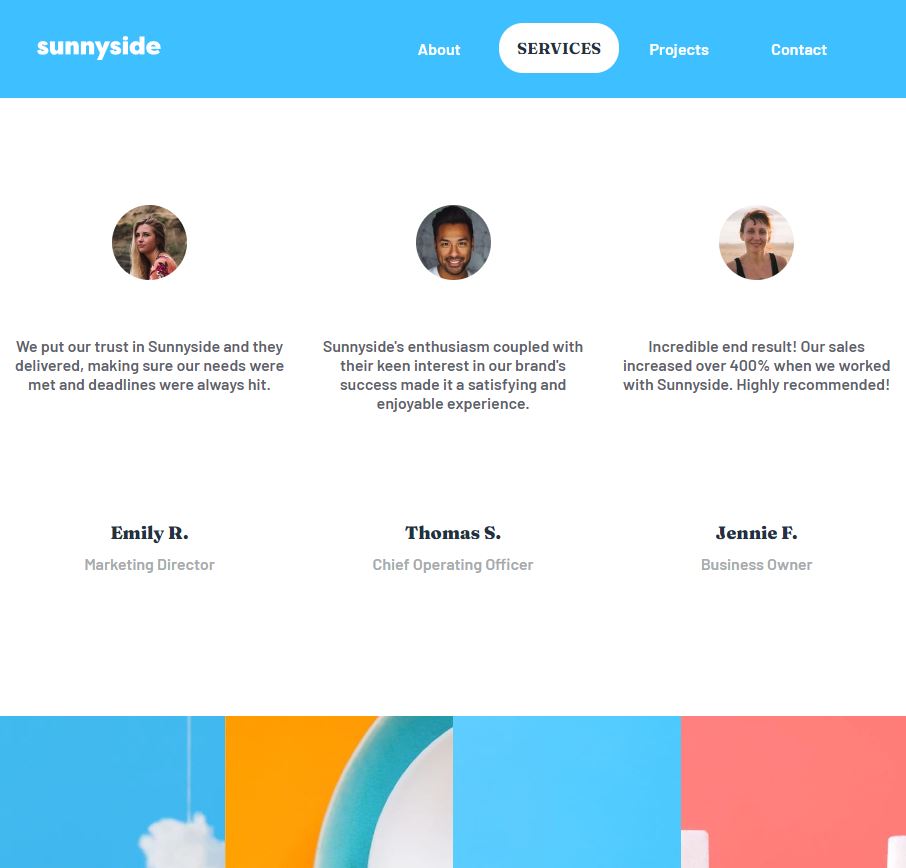 sunnyside
About
SERVICES
Projects
Contact
We put our trust in Sunnyside and they
delivered, making sure our needs were
met and deadlines were always hit.
Sunnyside's enthusiasm coupled with
their keen interest in our brand's
success made it a satisfying and
enjoyable experience.
Incredible end result! Our sales
increased over 400% when we worked
with Sunnyside. Highly recommended!
Emily R.
Marketing Director
Thomas S.
Chief Operating Officer
Jennie F.
Business Owner